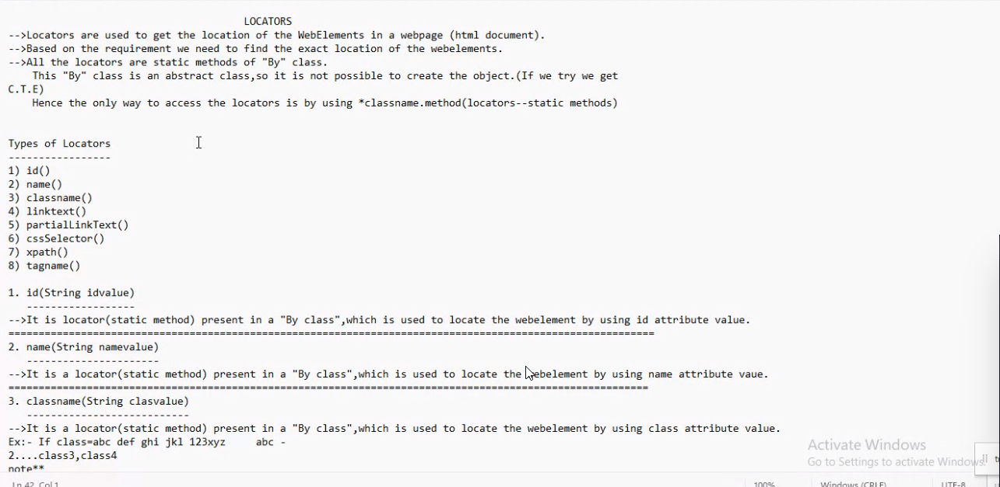 LOCATORS
-->Locators are used to get the location of the WebElements in a webpage (html document).
-->Based on the requirement we need to find the exact location of the webelements.
-->All the locators are static methods of "By" class.
This "By" class is an abstract class,so it is not possible to create the object.(If we try we get
C.T.E)
Hence the only way to access the locators is by using *classname.method(locators--static methods)
Types of Locators
-----------------
1) id()
2) name()
3) classname()
4) linktext()
5) partialLinkText()
6) cssSelector()
7) xpath()
8) tagname()
1. id(String idvalue)
------------------
-->It is locator(static method) present in a "By class",which is used to locate the webelement by using id attribute value.
===========================================================================================================
2. name(String namevalue)
----------------------
-->It is a locator(static method) present in a "By class",which is used to locate the webelement by using name attribute vaue.
==========================================================================================================
3. classname(String clasvalue)
---------------------------
-->It is a locator(static method) present in a "By class",which is used to locate the webelement by using class attribute value.
Ex:- If class=abc def ghi jkl 123xyz     abc -
2....class3,class4
note**
Activate Windows
Go to Settings to activate Windows.
Ln 42, Col 1
100%
Windows (CRLF)
UTF-8